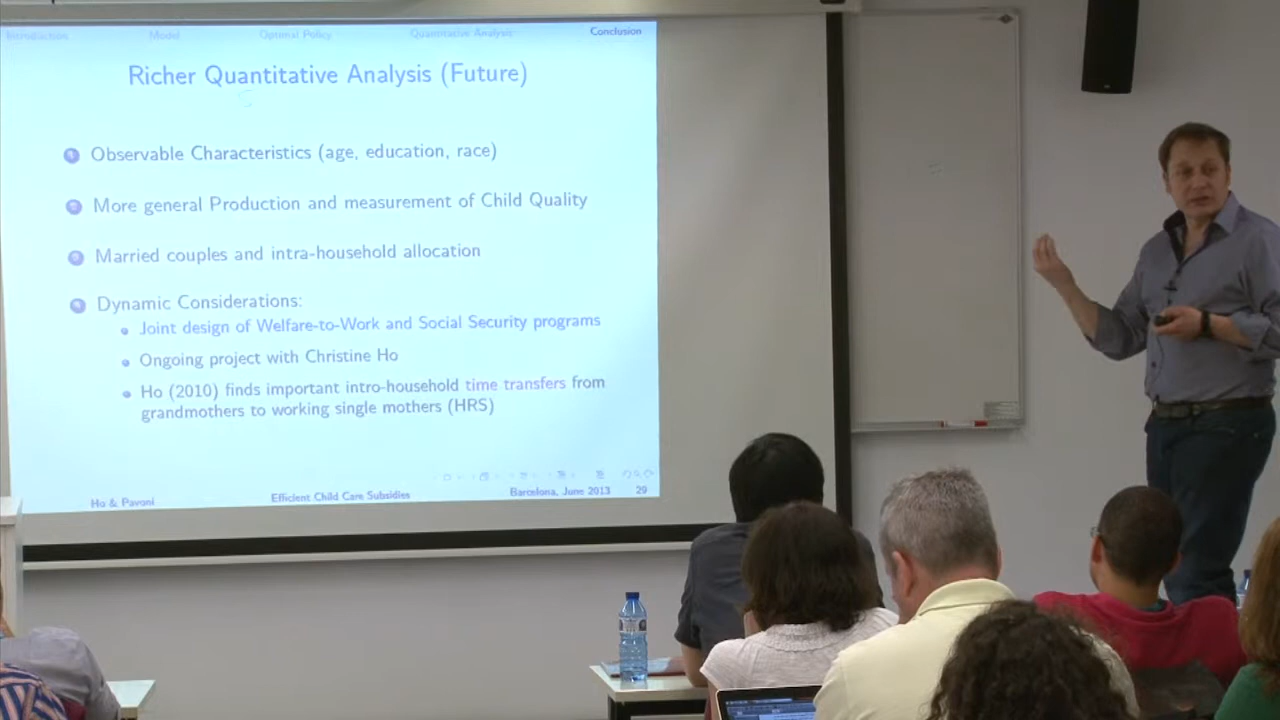 Introduction Model Optimal Policy Quantitative Analysis Conclusion
Richer Quantitative Analysis (Future)
Observable Characteristics (age, education, race)
More general Production and measurement of Child Quality
Married couples and intra-household allocation
Dynamic Considerations:
Joint design of Welfare-to-Work and Social Security programs
Ongoing project with Christine Ho
Ho (2010) finds important intro-household time transfers from
grandmothers to working single mothers (HRS)
Ho & Pavoni Efficient Child Care Subsidies Barcelona, June 2013 29